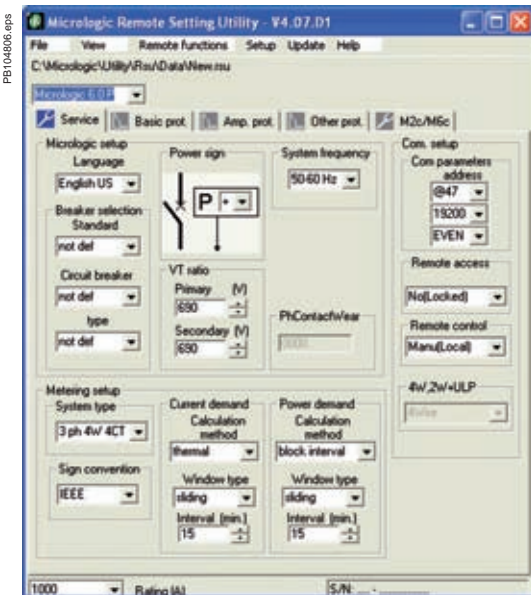 PB104806.eps
Micrologic Remote Setting Utility - V4.07.D1
File View Remote functions Setup Update Help
C:\Micrologic\Utility\Rsu\Data\New.rsu
Micrologic 6.0 P
Service Basic prot. Amp. prot. Other prot. M2c/M6c
Micrologic setup
Language
English US
Breaker selection
Standard
not def
Circuit breaker
not def
type
not def
Power sign
P +
VT ratio
Primary (V)
690
Secondary (V)
690
System frequency
50-60 Hz
PhContactWear
Com. setup
Com parameters
address
@47
19200
EVEN
Remote access
No(Locked)
Remote control
Manu(Local)
4W,2W+ULP
4Wire
Metering setup
System type
3 ph 4W 4CT
Sign convention
IEEE
Current demand
Calculation
method
thermal
Window type
sliding
Interval (min.)
15
Power demand
Calculation
method
block interval
Window type
sliding
Interval (min.)
15
1000 Rating (A) S/N: __ - ______